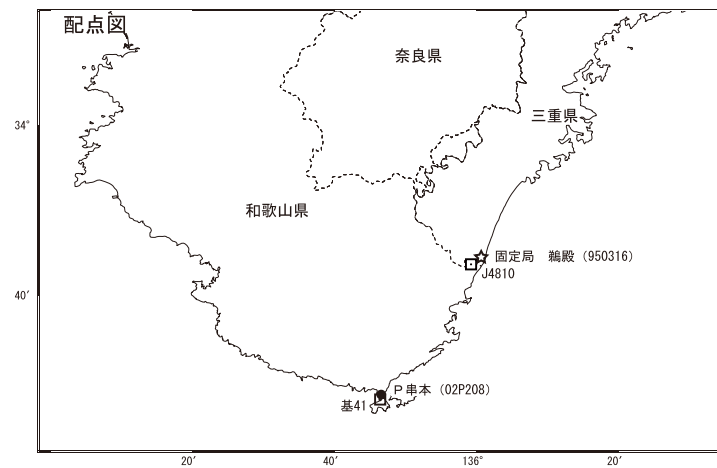 配点図
奈良県
34°
三重県
和歌山県
固定局　鵜殿（950316）
J4810
40′
Ｐ串本（02P208）
基41
20′
40′
136°
20′